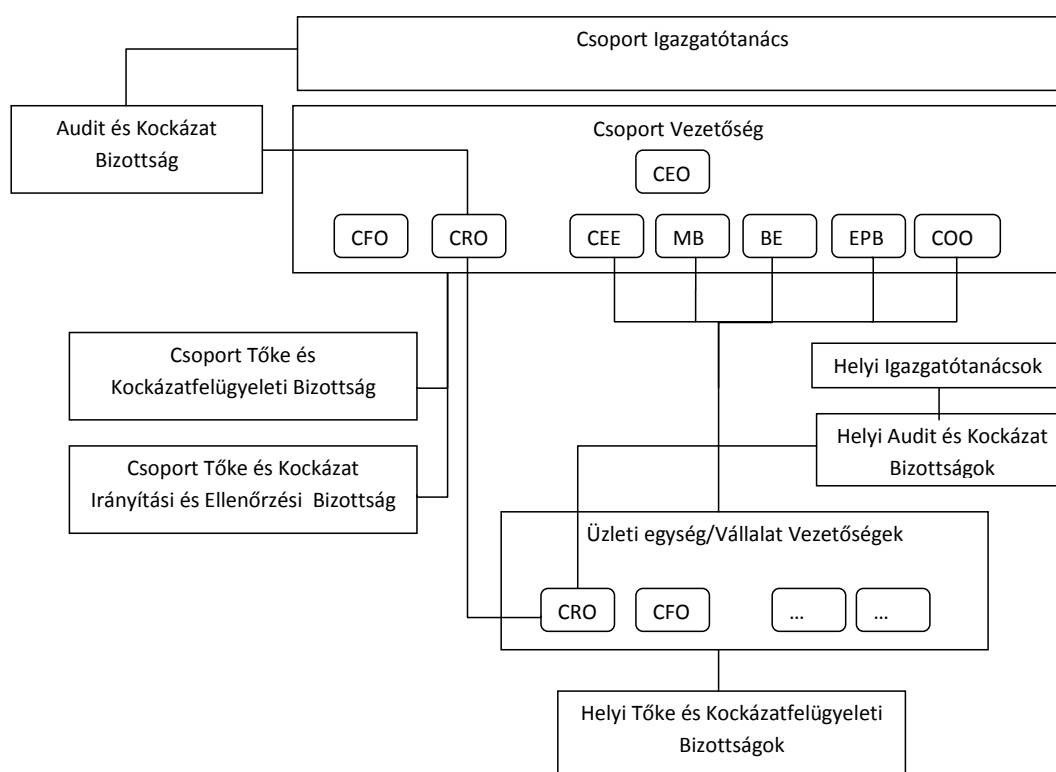 Csoport Igazgatótanács
Audit és Kockázat
Bizottság
Csoport Vezetőség
CEO
CFO
CRO
CEE
MB
BE
EPB
COO
Csoport Tőke és
Kockázatfelügyeleti Bizottság
Helyi Igazgatótanácsok
Helyi Audit és Kockázat
Bizottságok
Csoport Tőke és Kockázat
Irányítási és Ellenőrzési Bizottság
Üzleti egység/Vállalat Vezetőségek
CRO
CFO
...
...
Helyi Tőke és Kockázatfelügyeleti
Bizottságok